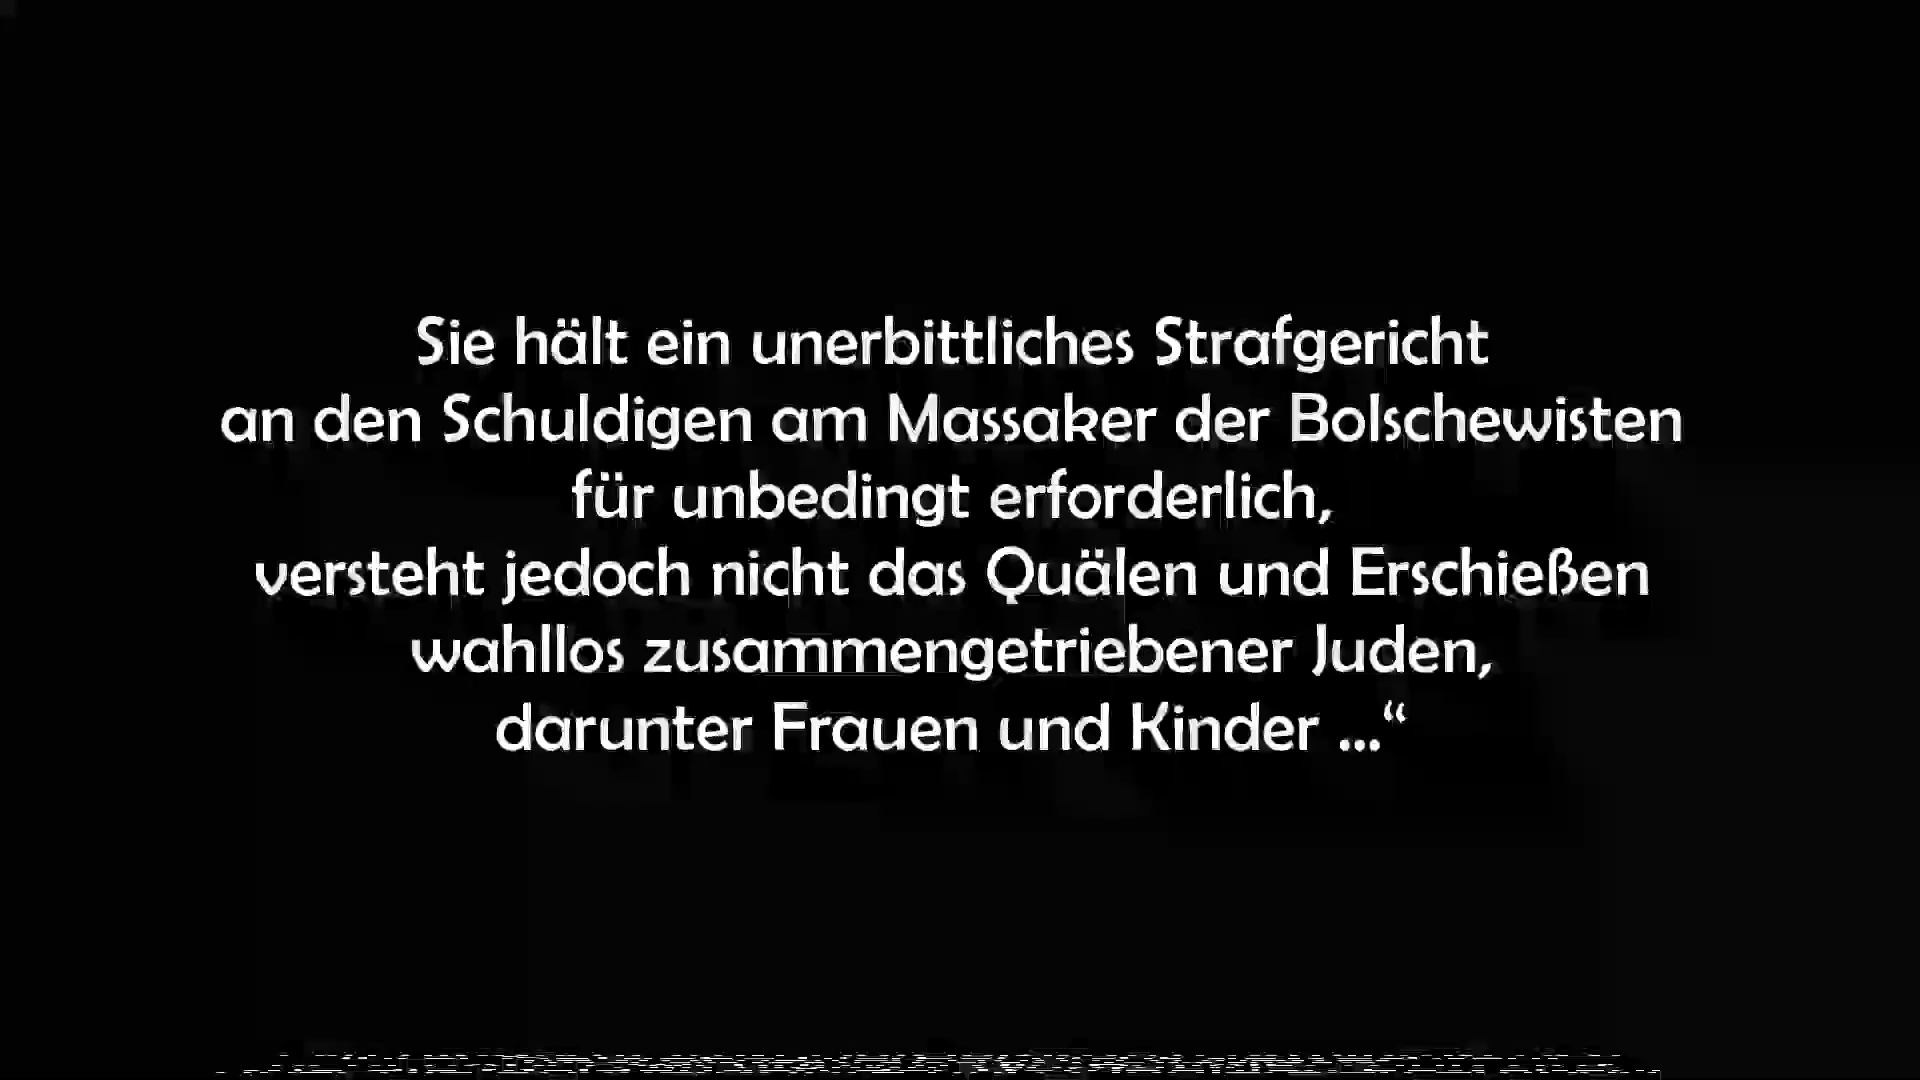 Sie hält ein unerbittliches Strafgericht
an den Schuldigen am Massaker der Bolschewisten
für unbedingt erforderlich,
versteht jedoch nicht das Quälen und Erschießen
wahllos zusammengetriebener Juden,
darunter Frauen und Kinder ...“